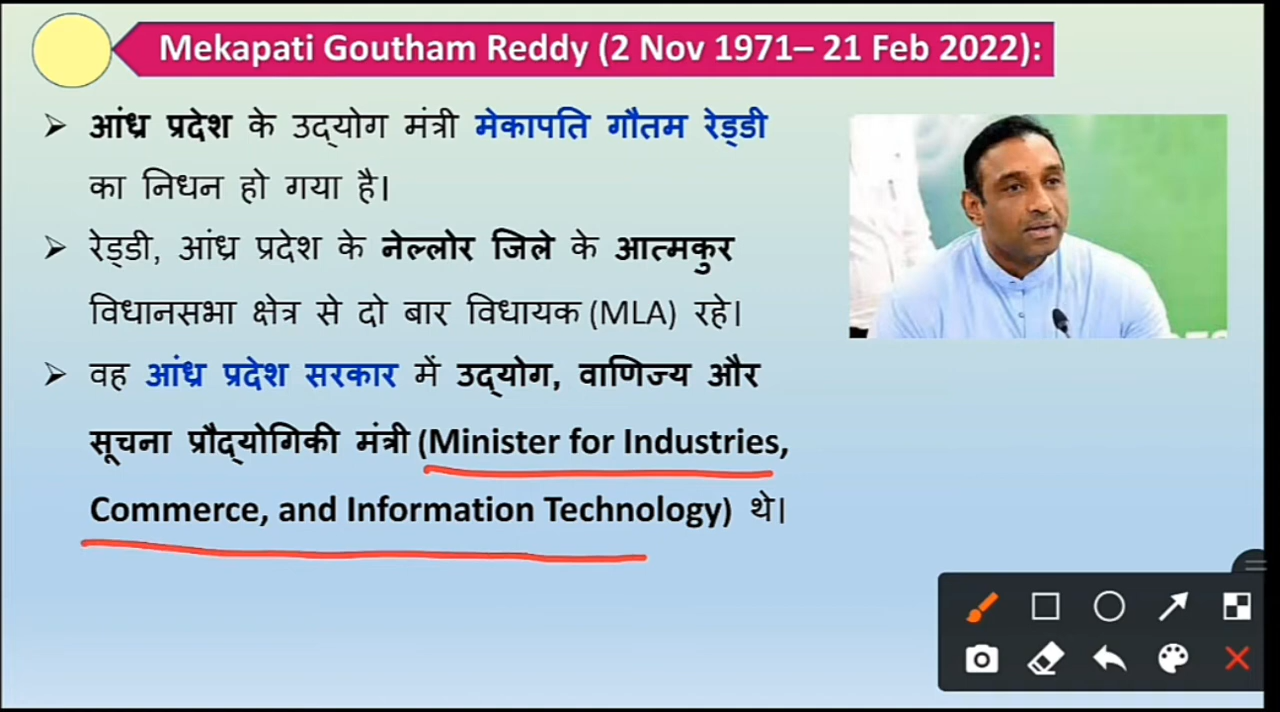 Mekapati Goutham Reddy (2 Nov 1971– 21 Feb 2022):
आंध्र प्रदेश के उद्योग मंत्री मेकापति गौतम रेड्डी
का निधन हो गया है।
रेड्डी, आंध्र प्रदेश के नेल्लोर जिले के आत्मकुर
विधानसभा क्षेत्र से दो बार विधायक (MLA) रहे।
वह आंध्र प्रदेश सरकार में उद्योग, वाणिज्य और
सूचना प्रौद्योगिकी मंत्री (Minister for Industries,
Commerce, and Information Technology) थे।